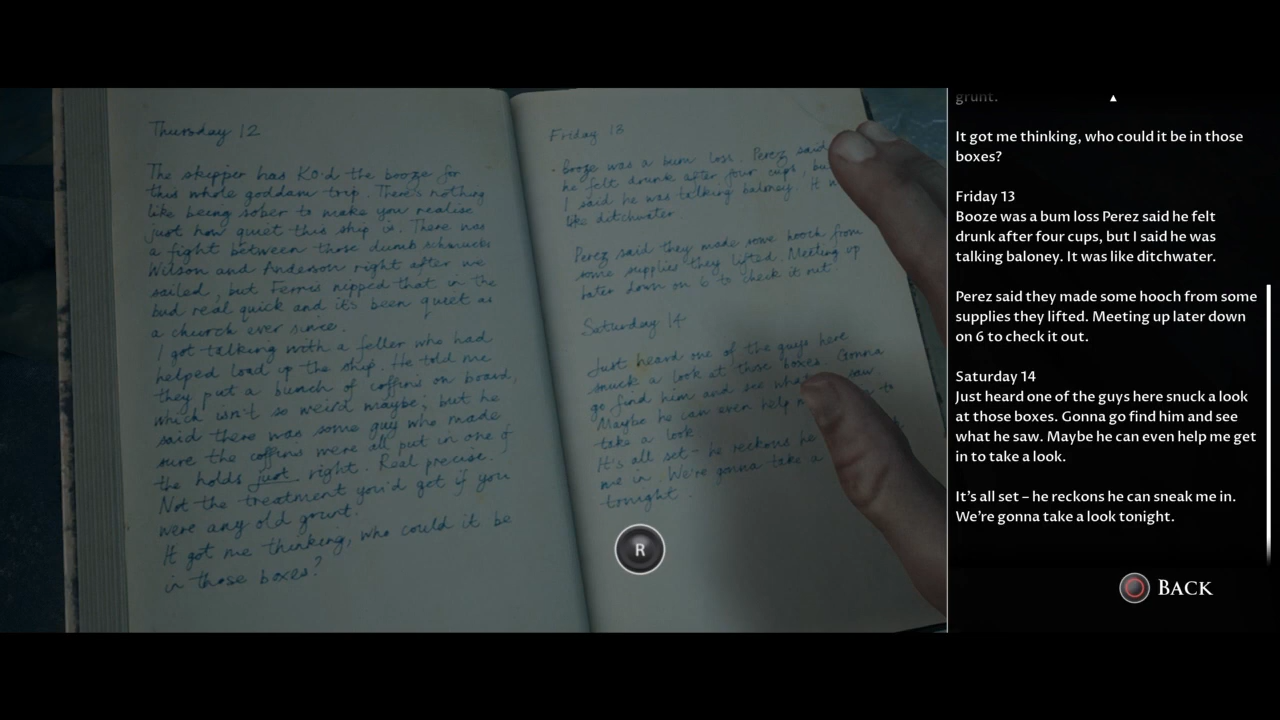 Thursday 12
The skipper has KO'd the booze for
this whole goddam trip. There's nothing
like being sober to make you realise
just how quiet this ship is. There was
a fight between those dumb schmucks
Wilson and Anderson right after we
sailed, but Ferris nipped that in the
bud real quick and it's been quiet as
a church ever since.
I got talking with a feller who had
helped load up the ship. He told me
they put a bunch of coffins on board,
which isn't so weird maybe; but he
said there was some guy who made
sure the coffins were all put in one of
the holds just right. Real precise.
Not the treatment you'd get if you
were any old grunt.
It got me thinking, who could it be
in those boxes?
Friday 13
Booze was a bum loss. Perez said
he felt drunk after four cups, bu
I said he was talking baloney. It w
like ditchwater
Perez said they made some hooch from
some supplies they lifted. Meeting up
later down on 6 to check it out.
Saturday 14
Just heard one of the guys here
snuck a look at those boxes. Gonna
go find him and see what saw.
Maybe he can even help m to
take a look
It's all set - he reckons he
me in. We're gonna take a
tonight.
R
grunt.
It got me thinking, who could it be in those
boxes?
Friday 13
Booze was a bum loss Perez said he felt
drunk after four cups, but I said he was
talking baloney. It was like ditchwater.
Perez said they made some hooch from some
supplies they lifted. Meeting up later down
on 6 to check it out.
Saturday 14
Just heard one of the guys here snuck a look
at those boxes. Gonna go find him and see
what he saw. Maybe he can even help me get
in to take a look.
It's all set – he reckons he can sneak me in.
We're gonna take a look tonight.
BACK